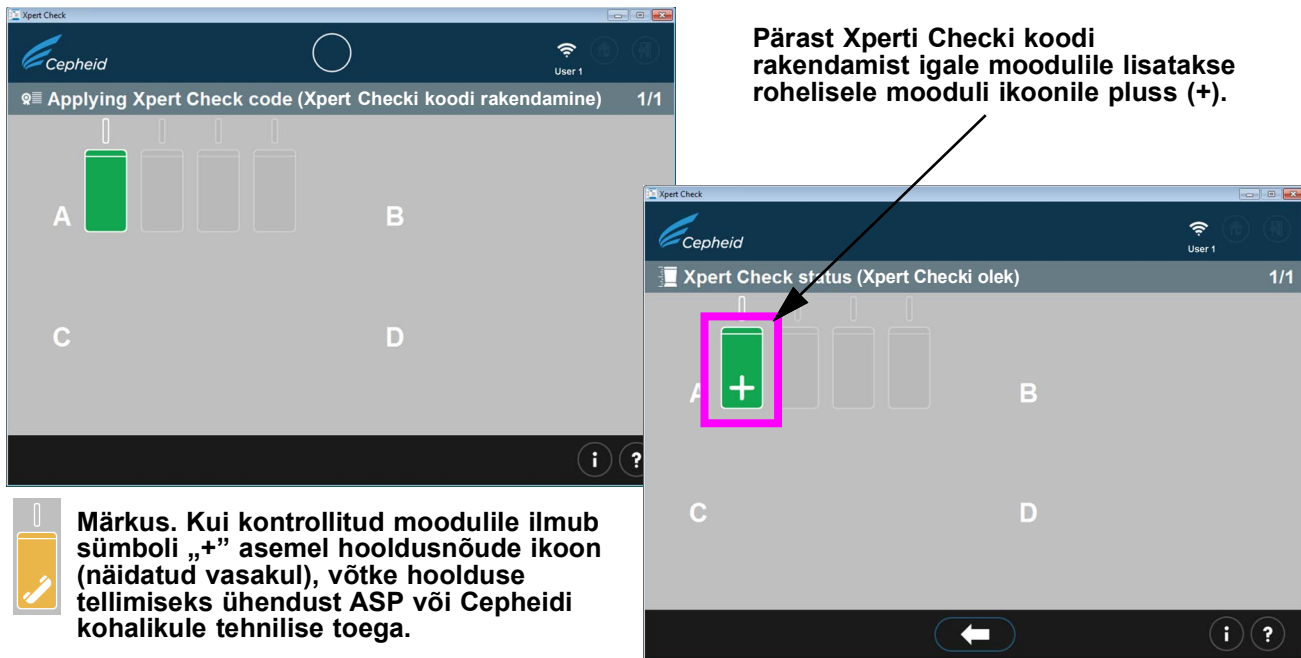 Xpert Check
Cepheid
User 1
Applying Xpert Check code (Xpert Checki koodi rakendamine) 1/1
A
B
C
D
i
?
Pärast Xperti Checki koodi
rakendamist igale moodulile lisatakse
rohelisele mooduli ikoonile pluss (+).
Xpert Check
Cepheid
User 1
Xpert Check status (Xpert Checki olek) 1/1
A
+
B
C
D
i
?
Märkus. Kui kontrollitud moodulile ilmub
sümboli „+” asemel hooldusnõude ikoon
(näidatud vasakul), võtke hoolduse
tellimiseks ühendust ASP või Cepheidi
kohalikule tehnilise toega.